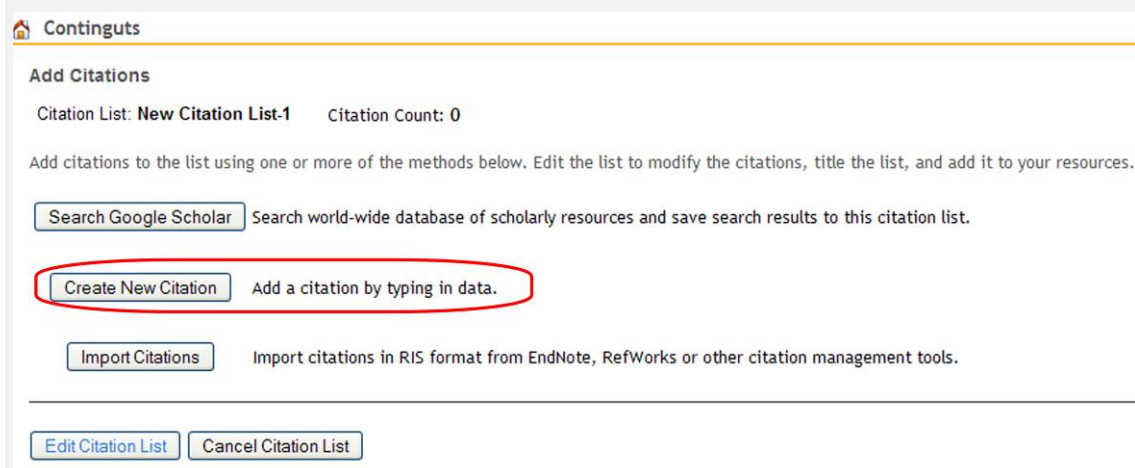 Continguts
Add Citations
Citation List: New Citation List-1 Citation Count: 0
Add citations to the list using one or more of the methods below. Edit the list to modify the citations, title the list, and add it to your resources.
Search Google Scholar Search world-wide database of scholarly resources and save search results to this citation list.
Create New Citation Add a citation by typing in data.
Import Citations Import citations in RIS format from EndNote, RefWorks or other citation management tools.
Edit Citation List Cancel Citation List